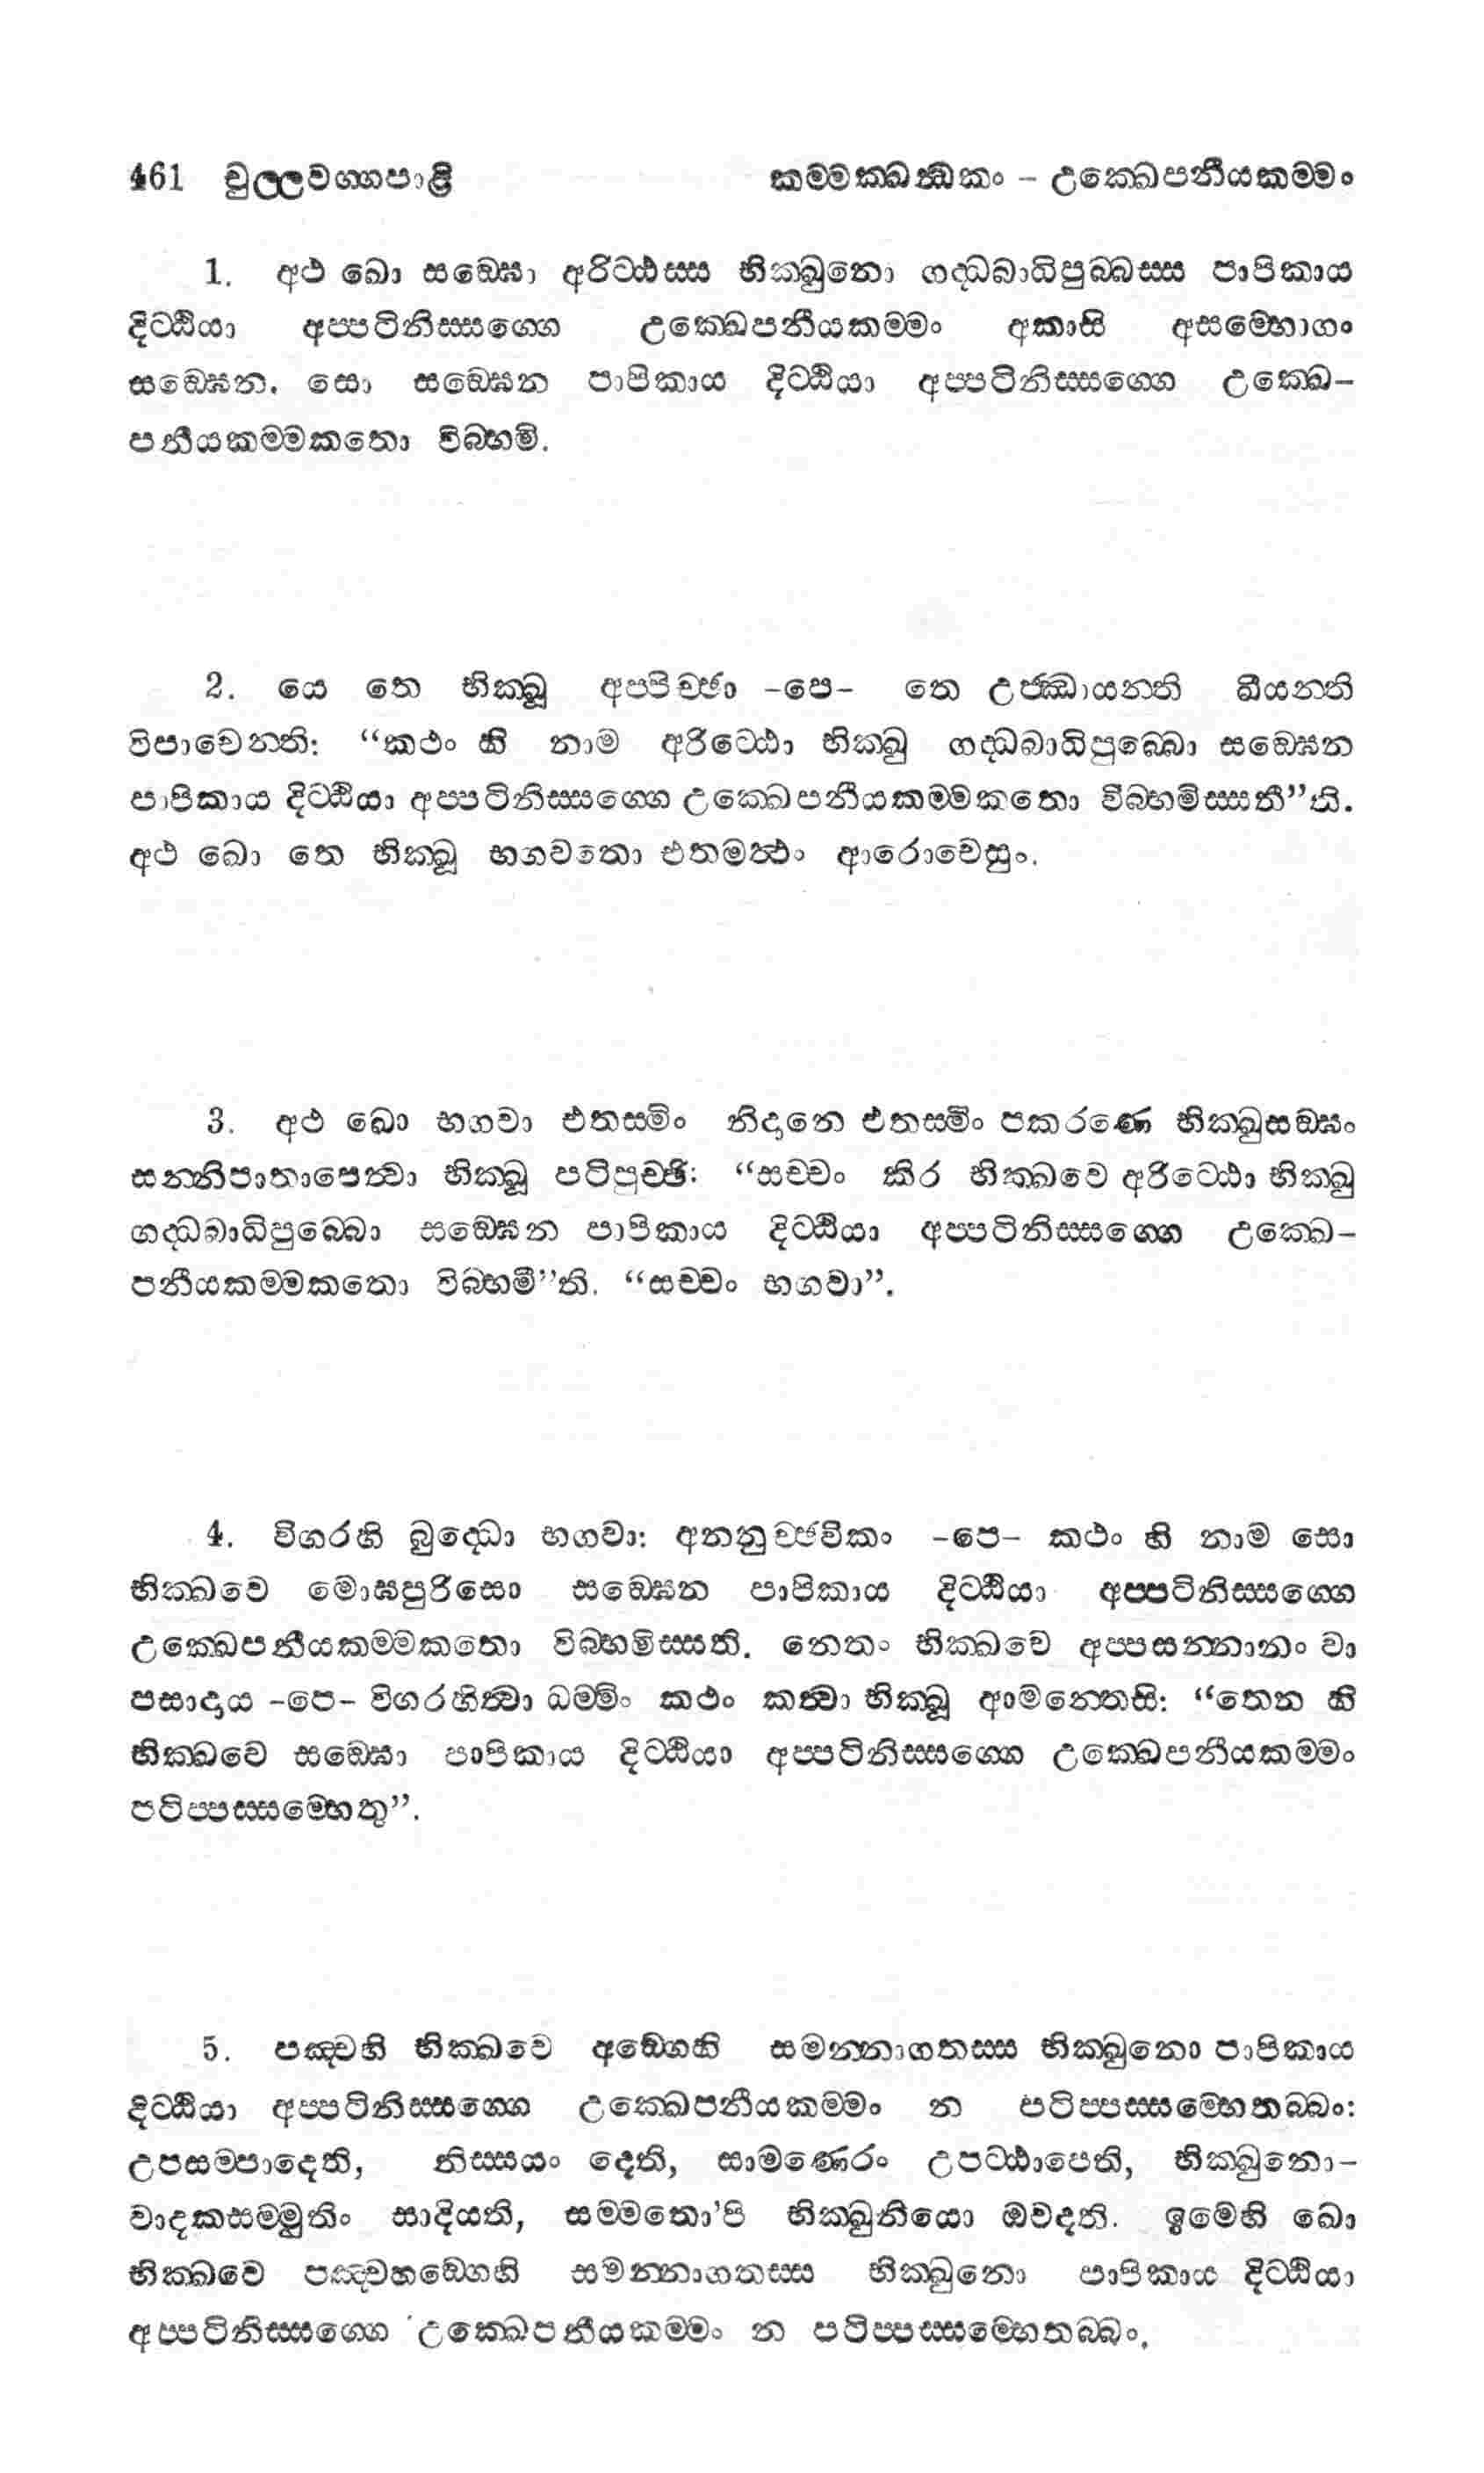 461 චුල්ලවග්ගපාළි කම්මක්ඛන්ධකං - උක්ඛෙපනීයකම්මං
1. අථ ඛො සඞ්ඝො අරිට්ඨස්ස භික්ඛුනො ගද්ධබාධිපුබ්බස්ස පාපිකාය
දිට්ඨියා අප්පටිනිස්සග්ගෙ උක්ඛෙපනීයකම්මං අකාසි අසම්භොගං
සඞ්ඝෙන. සො සඞ්ඝෙන පාපිකාය දිට්ඨියා අප්පටිනිස්සග්ගෙ උක්ඛෙ-
පනීයකම්මකතො විබ්භමි.
2. යෙ තෙ භික්ඛූ අප්පිච්ඡා -පෙ- තෙ උජ්ඣායන්ති ඛීයන්ති
විපාචෙන්ති: “කථං හි නාම අරිට්ඨො භික්ඛු ගද්ධබාධිපුබ්බො සඞ්ඝෙන
පාපිකාය දිට්ඨියා අප්පටිනිස්සග්ගෙ උක්ඛෙපනීයකම්මකතො විබ්භමිස්සතී”ති.
අථ ඛො තෙ භික්ඛූ භගවතො එතමත්ථං ආරොචෙසුං.
3. අථ ඛො භගවා එතස්මිං නිදානෙ එතස්මිං පකරණෙ භික්ඛුසඞ්ඝං
සන්නිපාතාපෙත්වා භික්ඛූ පටිපුච්ඡි: “සච්චං කිර භික්ඛවෙ අරිට්ඨො භික්ඛු
ගද්ධබාධිපුබ්බො සඞ්ඝෙන පාපිකාය දිට්ඨියා අප්පටිනිස්සග්ගෙ උක්ඛෙ-
පනීයකම්මකතො විබ්භමී”ති. “සච්චං භගවා”.
4. විගරහි බුද්ධො භගවා: අනනුච්ඡවිකං -පෙ- කථං හි නාම සො
භික්ඛවෙ මොඝපුරිසො සඞ්ඝෙන පාපිකාය දිට්ඨියා අප්පටිනිස්සග්ගෙ
උක්ඛෙපනීයකම්මකතො විබ්භමිස්සති. නෙතං භික්ඛවෙ අප්පසන්නානං වා
පසාදාය -පෙ- විගරහිත්වා ධම්මිං කථං කත්වා භික්ඛූ ආමන්තෙසි: “තෙන හි
භික්ඛවෙ සඞ්ඝො පාපිකාය දිට්ඨියා අප්පටිනිස්සග්ගෙ උක්ඛෙපනීයකම්මං
පටිප්පස්සම්භෙතු”.
5. පඤ්චහි භික්ඛවෙ අඞ්ගෙහි සමන්නාගතස්ස භික්ඛුනො පාපිකාය
දිට්ඨියා අප්පටිනිස්සග්ගෙ උක්ඛෙපනීයකම්මං න පටිප්පස්සම්භෙතබ්බං:
උපසම්පාදෙති, නිස්සයං දෙති, සාමණෙරං උපට්ඨාපෙති, භික්ඛුනො-
වාදකසම්මුතිං සාදියති, සම්මතො’පි භික්ඛුනියො ඔවදති. ඉමෙහි ඛො
භික්ඛවෙ පඤ්චහඞ්ගෙහි සමන්නාගතස්ස භික්ඛුනො පාපිකාය දිට්ඨියා
අප්පටිනිස්සග්ගෙ උක්ඛෙපනීයකම්මං න පටිප්පස්සම්භෙතබ්බං.